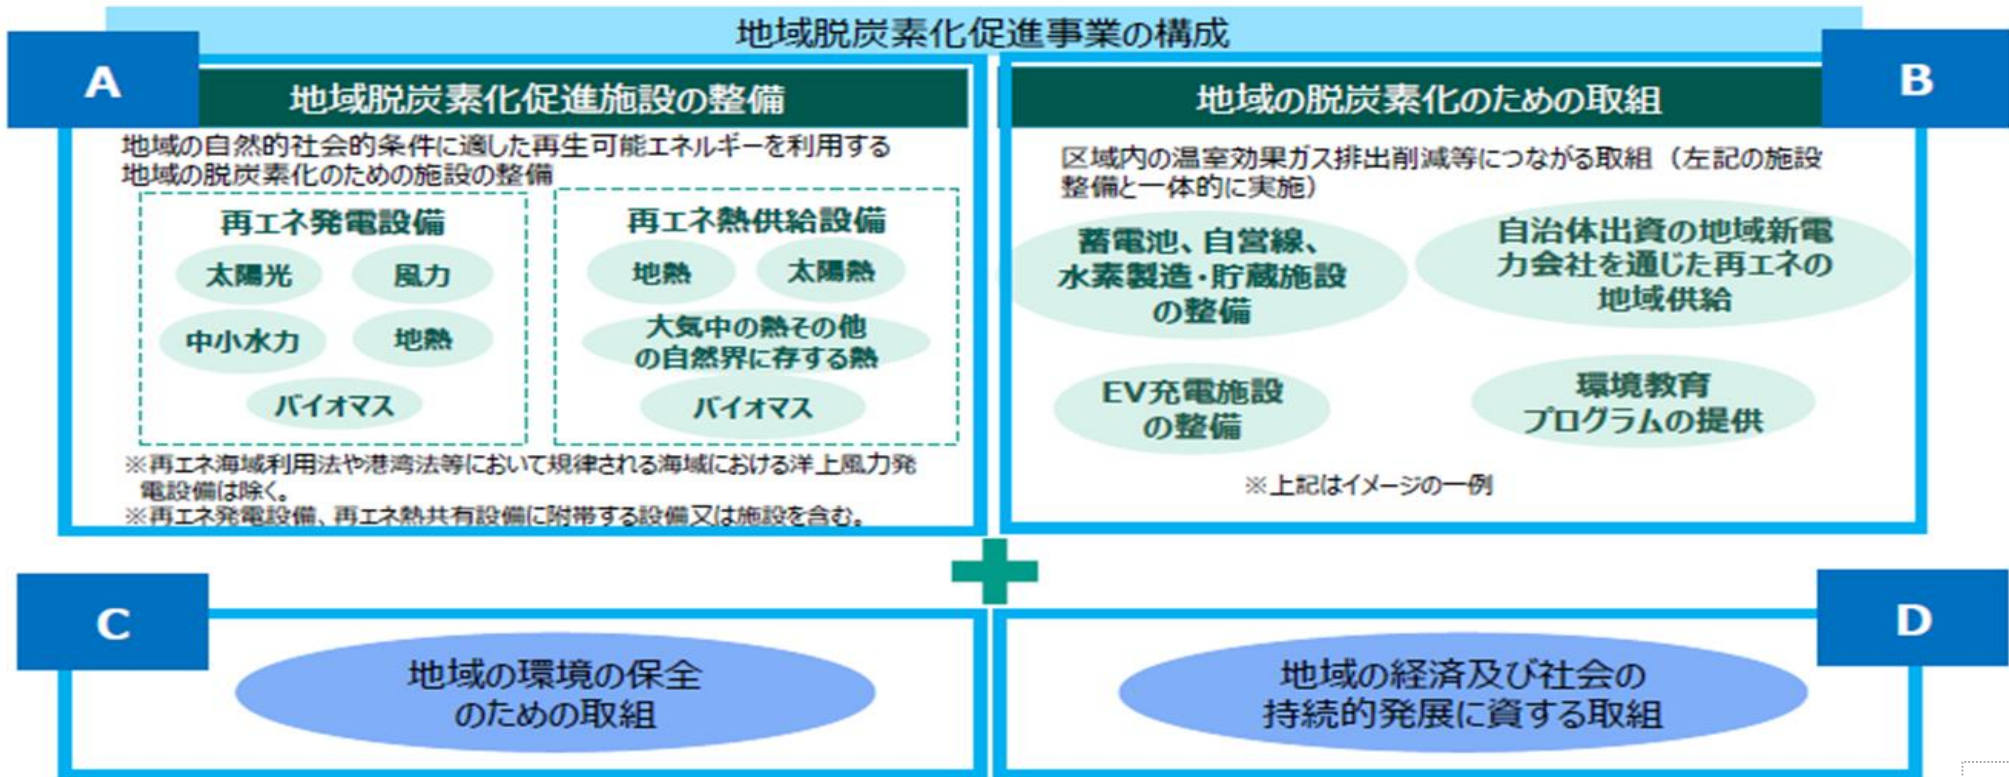 地域脱炭素化促進事業の構成
A
地域脱炭素化促進施設の整備
地域の自然的社会的条件に適した再生可能エネルギーを利用する
地域の脱炭素化のための施設の整備
再エネ発電設備
太陽光
風力
中小水力
地熱
バイオマス
再エネ熱供給設備
地熱
太陽熱
大気中の熱その他
の自然界に存する熱
バイオマス
※再エネ海域利用法や港湾法等において規律される海域における洋上風力発
電設備は除く。
※再エネ発電設備、再エネ熱共有設備に附帯する設備又は施設を含む。
B
地域の脱炭素化のための取組
区域内の温室効果ガス排出削減等につながる取組（左記の施設
整備と一体的に実施）
蓄電池、自営線、
水素製造・貯蔵施設
の整備
自治体出資の地域新電
力会社を通じた再エネの
地域供給
EV充電施設
の整備
環境教育
プログラムの提供
※上記はイメージの一例
C
地域の環境の保全
のための取組
D
地域の経済及び社会の
持続的発展に資する取組